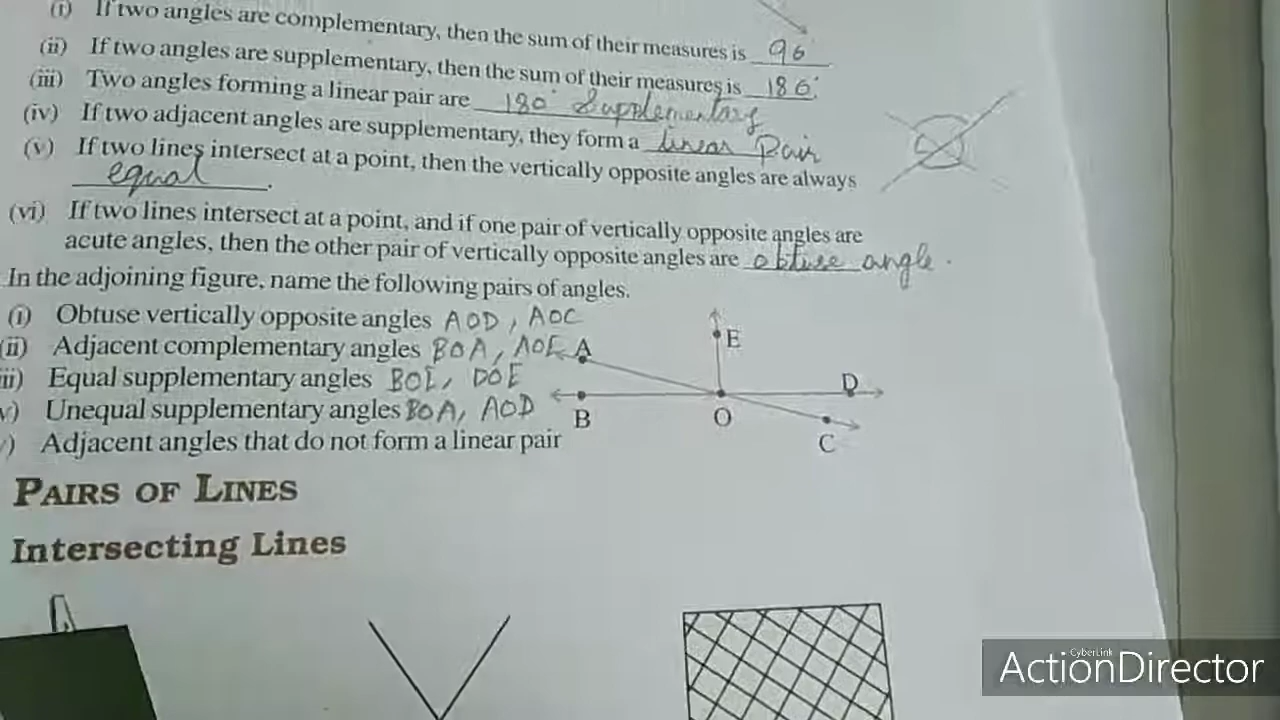 (i) If two angles are complementary, then the sum of their measures is 90
(ii) If two angles are supplementary, then the sum of their measures is 180°.
(iii) Two angles forming a linear pair are 180° Supplementary
(iv) If two adjacent angles are supplementary, they form a linear Pair
(v) If two lines intersect at a point, then the vertically opposite angles are always
equal.
(vi) If two lines intersect at a point, and if one pair of vertically opposite angles are
acute angles, then the other pair of vertically opposite angles are obtuse angle.
In the adjoining figure, name the following pairs of angles.
(i) Obtuse vertically opposite angles AOD, AOC
ii) Adjacent complementary angles BOA, AOE
iii) Equal supplementary angles BOE, DOE
v) Unequal supplementary angles BOA, AOD
) Adjacent angles that do not form a linear pair
E
A
D
B
O
C
PAIRS OF LINES
Intersecting Lines
CyberLink
ActionDirector